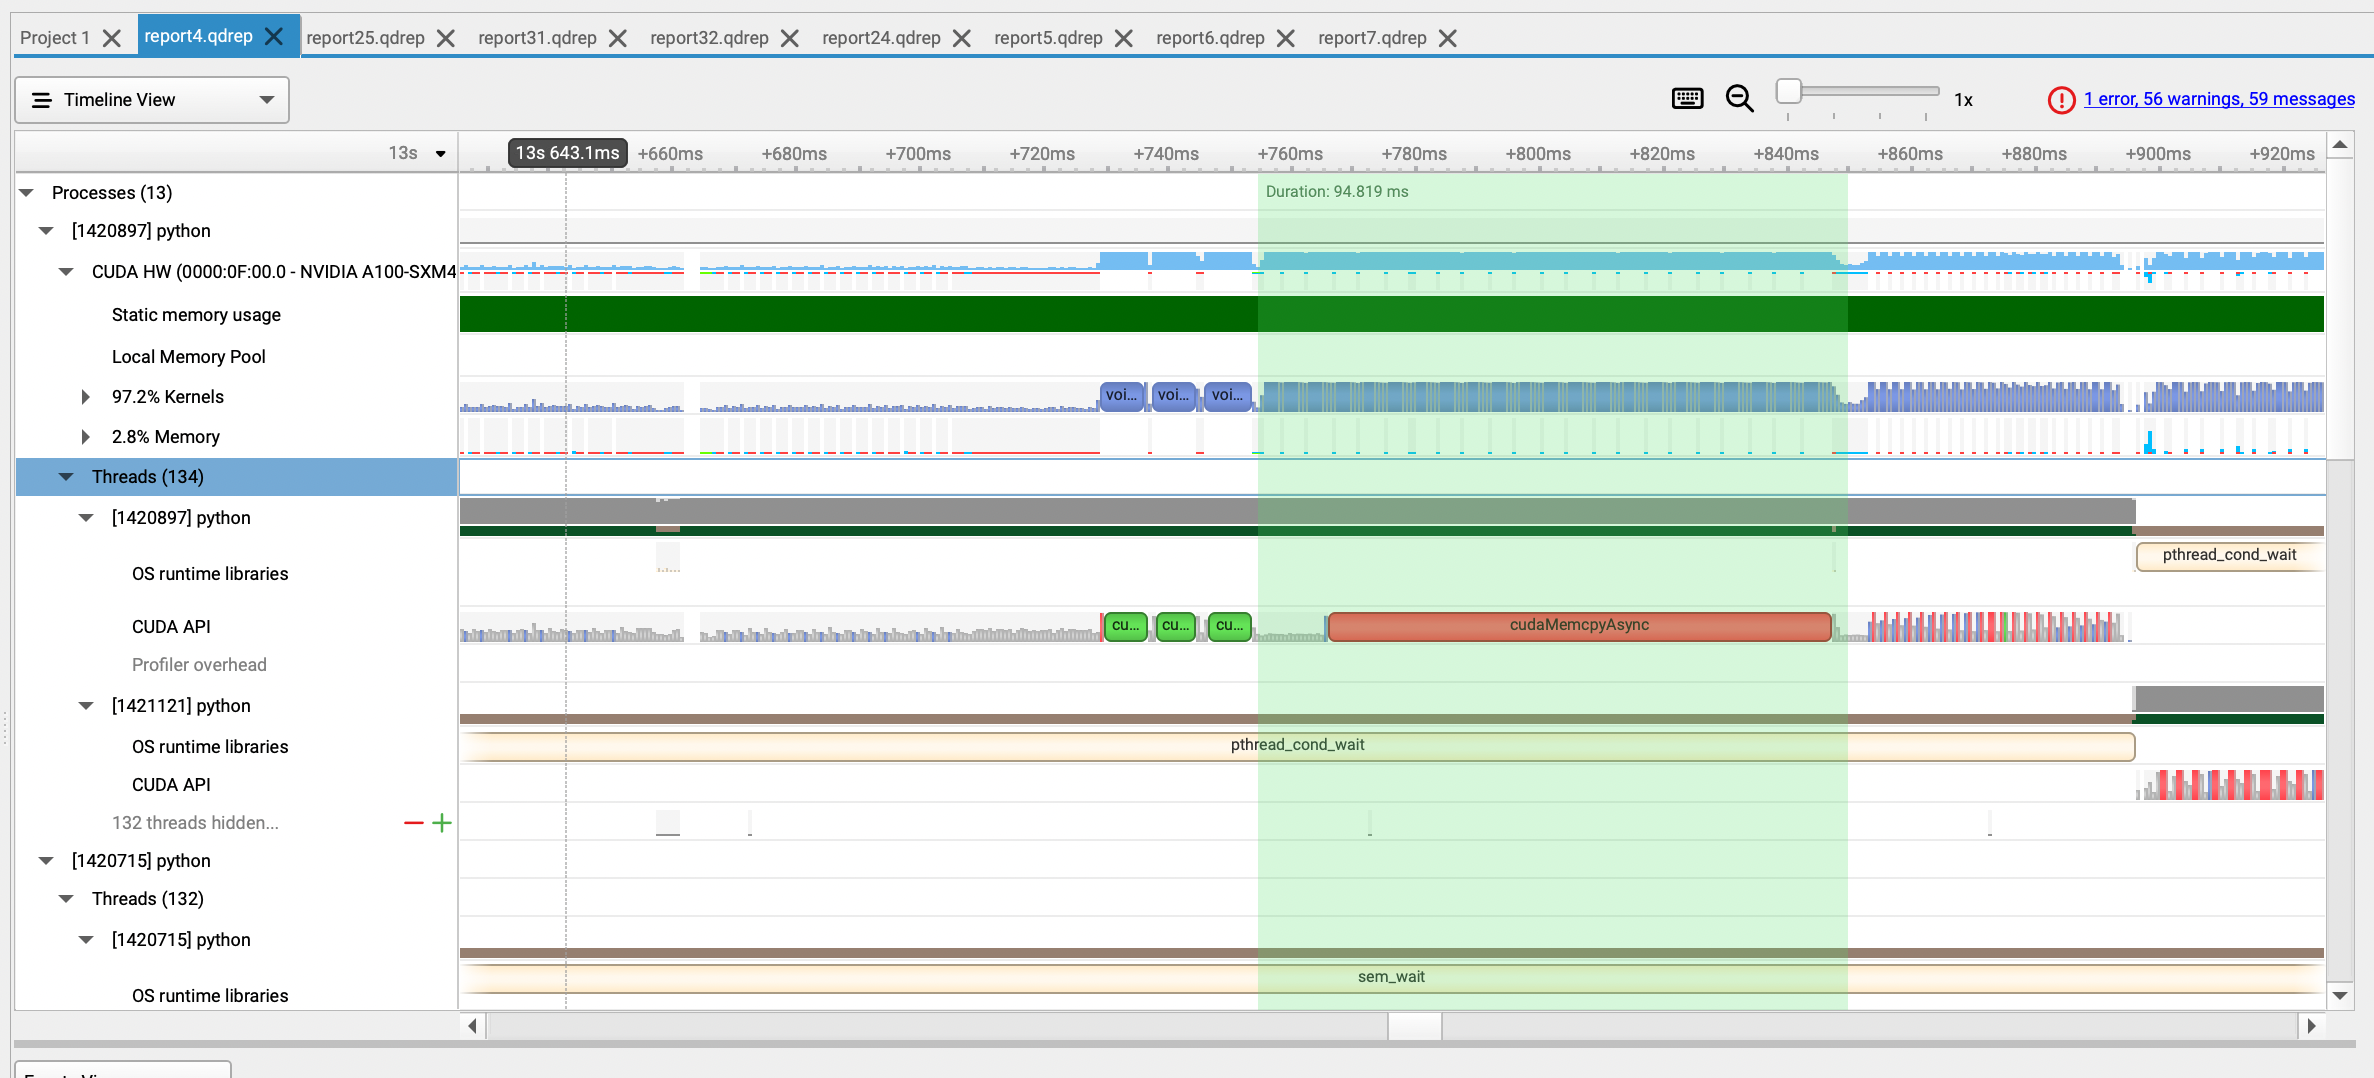 Project 1
report4.qdrep
report25.qdrep
report31.qdrep
report32.qdrep
report24.qdrep
report5.qdrep
report6.qdrep
report7.qdrep
Timeline View
1x
1 error, 56 warnings, 59 messages
13s
13s 643.1ms
+660ms
+680ms
+700ms
+720ms
+740ms
+760ms
+780ms
+800ms
+820ms
+840ms
+860ms
+880ms
+900ms
+920ms
Processes (13)
Duration: 94.819 ms
[1420897] python
CUDA HW (0000:0F:00.0 - NVIDIA A100-SXM4
Static memory usage
Local Memory Pool
97.2% Kernels
voi...
voi...
voi...
2.8% Memory
Threads (134)
[1420897] python
OS runtime libraries
pthread_cond_wait
CUDA API
cu...
cu...
cu...
cudaMemcpyAsync
Profiler overhead
[1421121] python
OS runtime libraries
pthread_cond_wait
CUDA API
132 threads hidden...
[1420715] python
Threads (132)
[1420715] python
OS runtime libraries
sem_wait